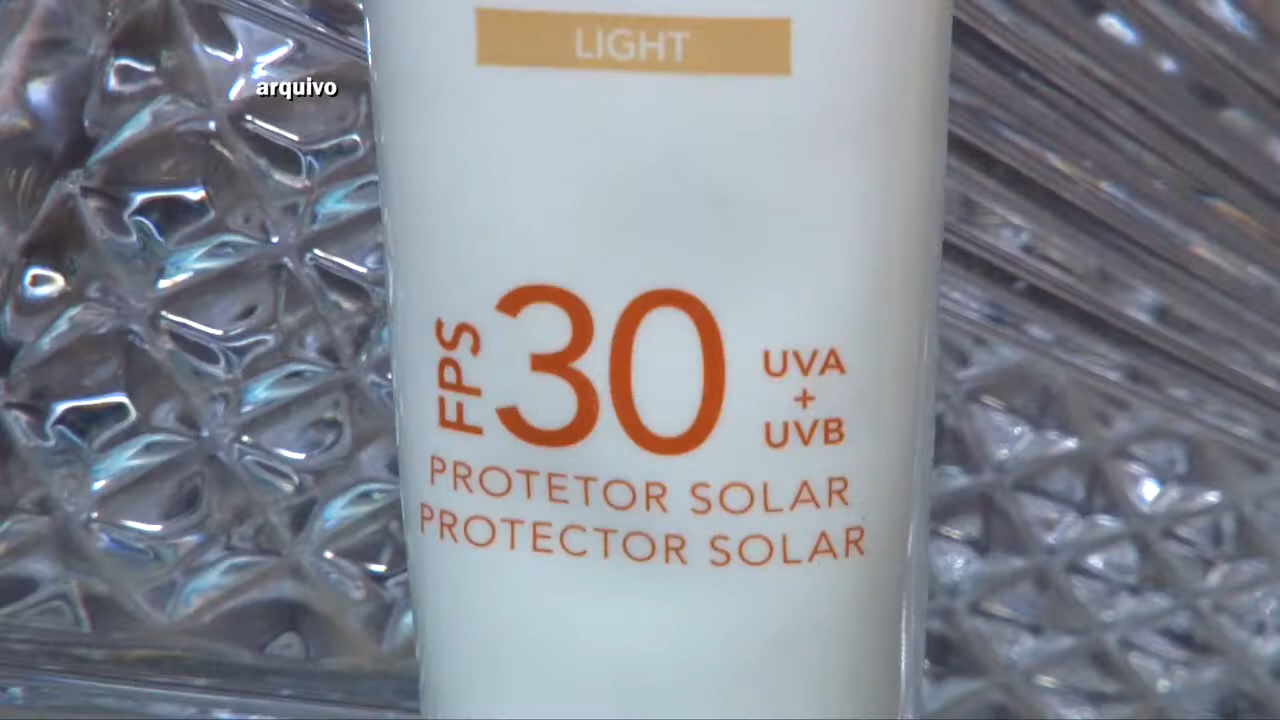 LIGHT
arquivo
FPS 30 UVA + UVB
PROTETOR SOLAR
PROTECTOR SOLAR